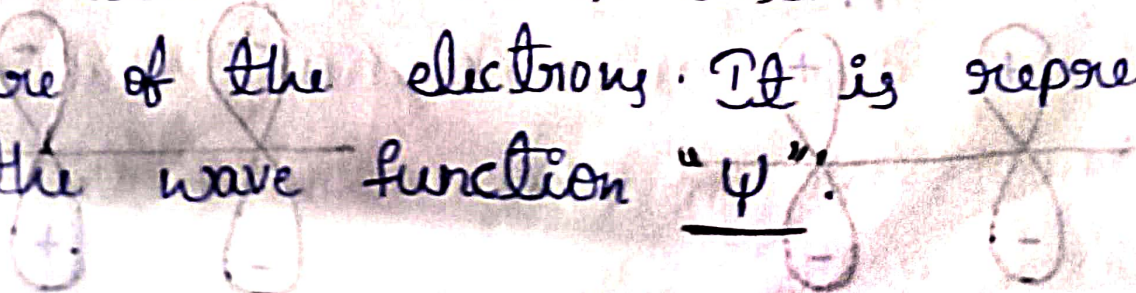 re of the electrons. It is repre
the wave function "ψ".